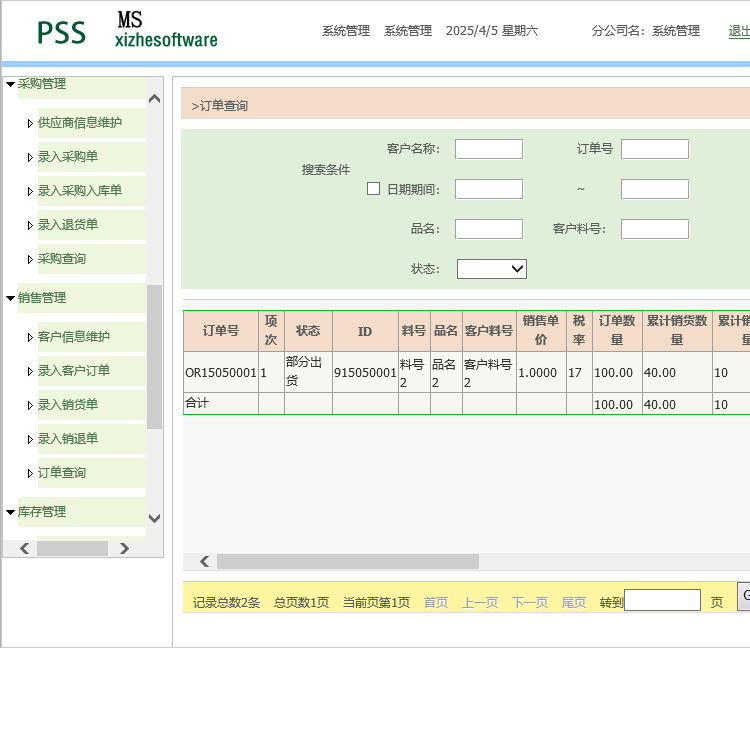 PSS MS
xizhesoftware
系统管理 系统管理 2025/4/5 星期六 分公司名：系统管理 退出
采购管理
供应商信息维护
录入采购单
录入采购入库单
录入退货单
采购查询
销售管理
客户信息维护
录入客户订单
录入销货单
录入销退单
订单查询
库存管理
>订单查询
搜索条件
客户名称： 订单号
日期期间： ~
品名： 客户料号：
状态：
订单号 项次 状态 ID 料号 品名 客户料号 销售单价 税率 订单数量 累计销货数量 累计销
OR15050001 1 部分出货 915050001 料号2 品名2 客户料号2 1.0000 17 100.00 40.00 10
合计 100.00 40.00 10
记录总数2条 总页数1页 当前页第1页 首页 上一页 下一页 尾页 转到 页 G